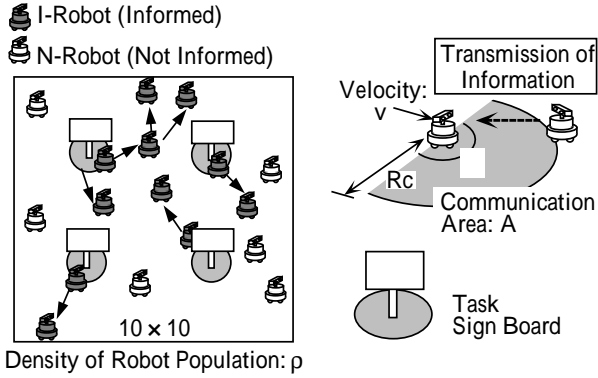 I-Robot (Informed)
N-Robot (Not Informed)
10 × 10
Density of Robot Population: ρ
Transmission of
Information
Velocity:
v
Rc
Communication
Area: A
Task
Sign Board